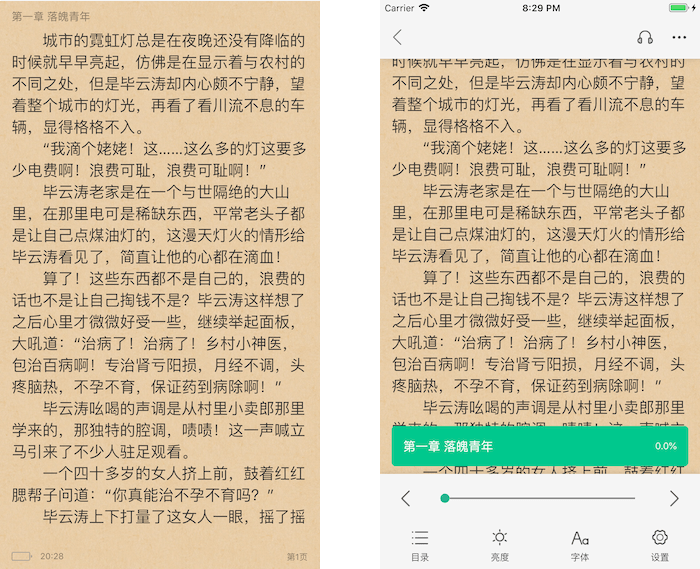 第一章 落魄青年
城市的霓虹灯总是在夜晚还没有降临的
时候就早早亮起，仿佛是在显示着与农村的
不同之处，但是毕云涛却内心颇不宁静，望
着整个城市的灯光，再看了看川流不息的车
辆，显得格格不入。
“我滴个姥姥！这……这么多的灯这要多
少电费啊！浪费可耻，浪费可耻啊！”
毕云涛老家是在一个与世隔绝的大山
里，在那里电可是稀缺东西，平常老头子都
是让自己点煤油灯的，这漫天灯火的情形给
毕云涛看见了，简直让他的心都在滴血！
算了！这些东西都不是自己的，浪费的
话也不是让自己掏钱不是？毕云涛这样想了
之后心里才微微好受一些，继续举起面板，
大吼道：“治病了！治病了！乡村小神医，
包治百病啊！专治肾亏阳损，月经不调，头
疼脑热，不孕不育，保证药到病除啊！”
毕云涛吆喝的声调是从村里小卖郎那里
学来的，那独特的腔调，啧啧！这一声喊立
马引来了不少人驻足观看。
一个四十多岁的女人挤上前，鼓着红红
腮帮子问道：“你真能治不孕不育吗？”
毕云涛上下打量了这女人一眼，摇了摇
20:28
第1页
Carrier
8:29 PM
时候就早早亮起，仿佛是在显示着与农村的
不同之处，但是毕云涛却内心颇不宁静，望
着整个城市的灯光，再看了看川流不息的车
辆，显得格格不入。
“我滴个姥姥！这……这么多的灯这要多
少电费啊！浪费可耻，浪费可耻啊！”
毕云涛老家是在一个与世隔绝的大山
里，在那里电可是稀缺东西，平常老头子都
是让自己点煤油灯的，这漫天灯火的情形给
毕云涛看见了，简直让他的心都在滴血！
算了！这些东西都不是自己的，浪费的
话也不是让自己掏钱不是？毕云涛这样想了
之后心里才微微好受一些，继续举起面板，
大吼道：“治病了！治病了！乡村小神医，
包治百病啊！专治肾亏阳损，月经不调，头
疼脑热，不孕不育，保证药到病除啊！”
毕云涛吆喝的声调是从村里小卖郎那里
学来的，那独特的腔调，啧啧！这一声喊立
第一章 落魄青年
0.0%
一个四十多岁的女人挤上前，鼓着红红
目录
亮度
字体
设置